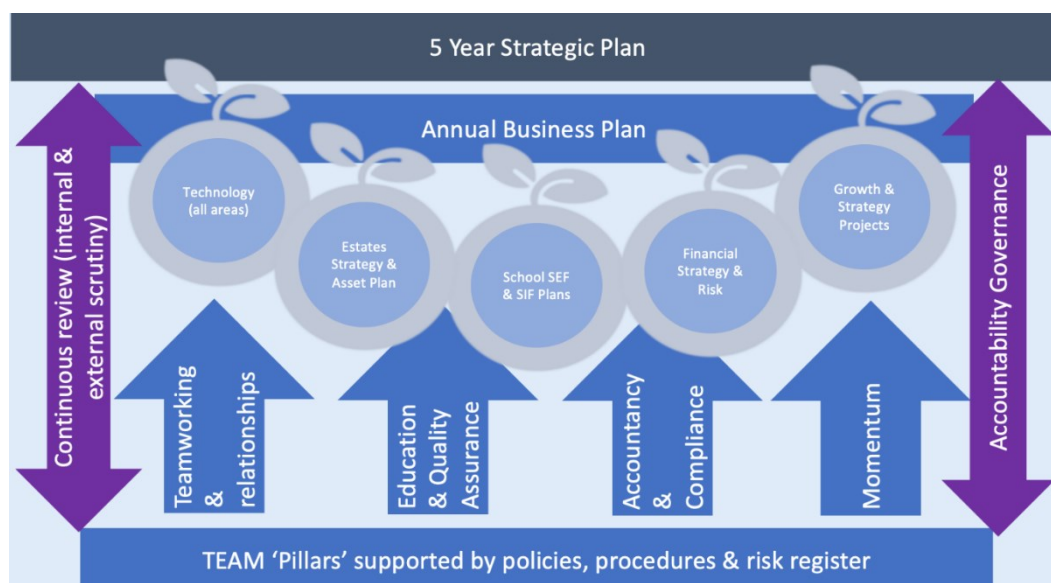 5 Year Strategic Plan
Annual Business Plan
Technology
(all areas)
Estates
Strategy &
Asset Plan
School SEF
& SIF Plans
Financial
Strategy &
Risk
Growth &
Strategy
Projects
Continuous review (internal &
external scrutiny)
Teamworking
&
relationships
Education
& Quality
Assurance
Accountancy
&
Compliance
Momentum
Accountability Governance
TEAM ‘Pillars’ supported by policies, procedures & risk register